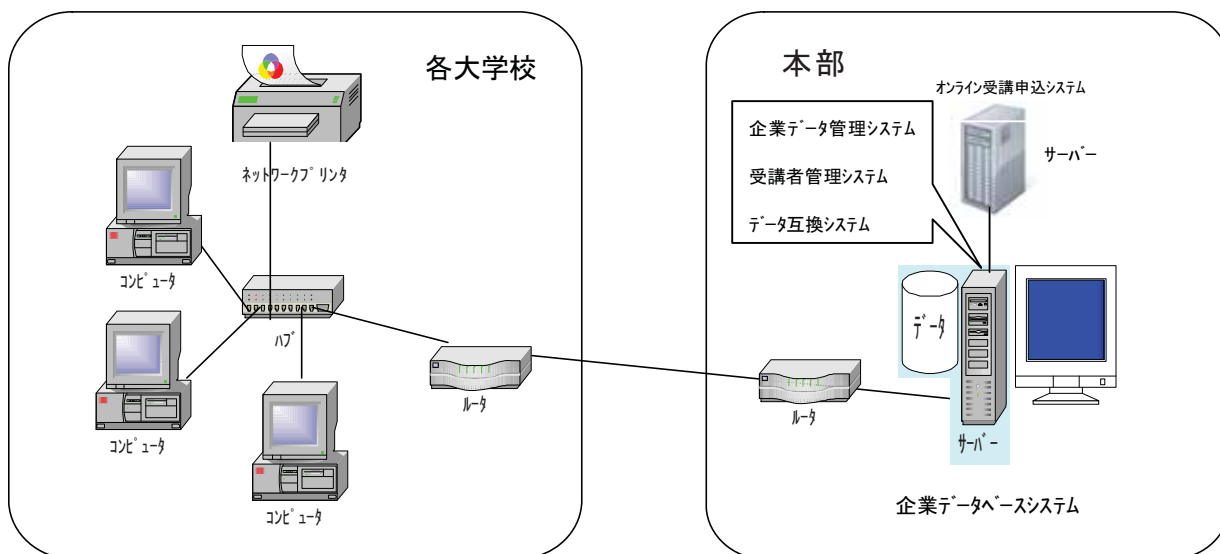 各大学校
ネットワークプリンタ
コンピュータ
ハブ
コンピュータ
コンピュータ
ルータ
本部
オンライン受講申込システム
サーバー
企業データ管理システム
受講者管理システム
データ互換システム
データ
ルータ
サーバー
企業データベースシステム